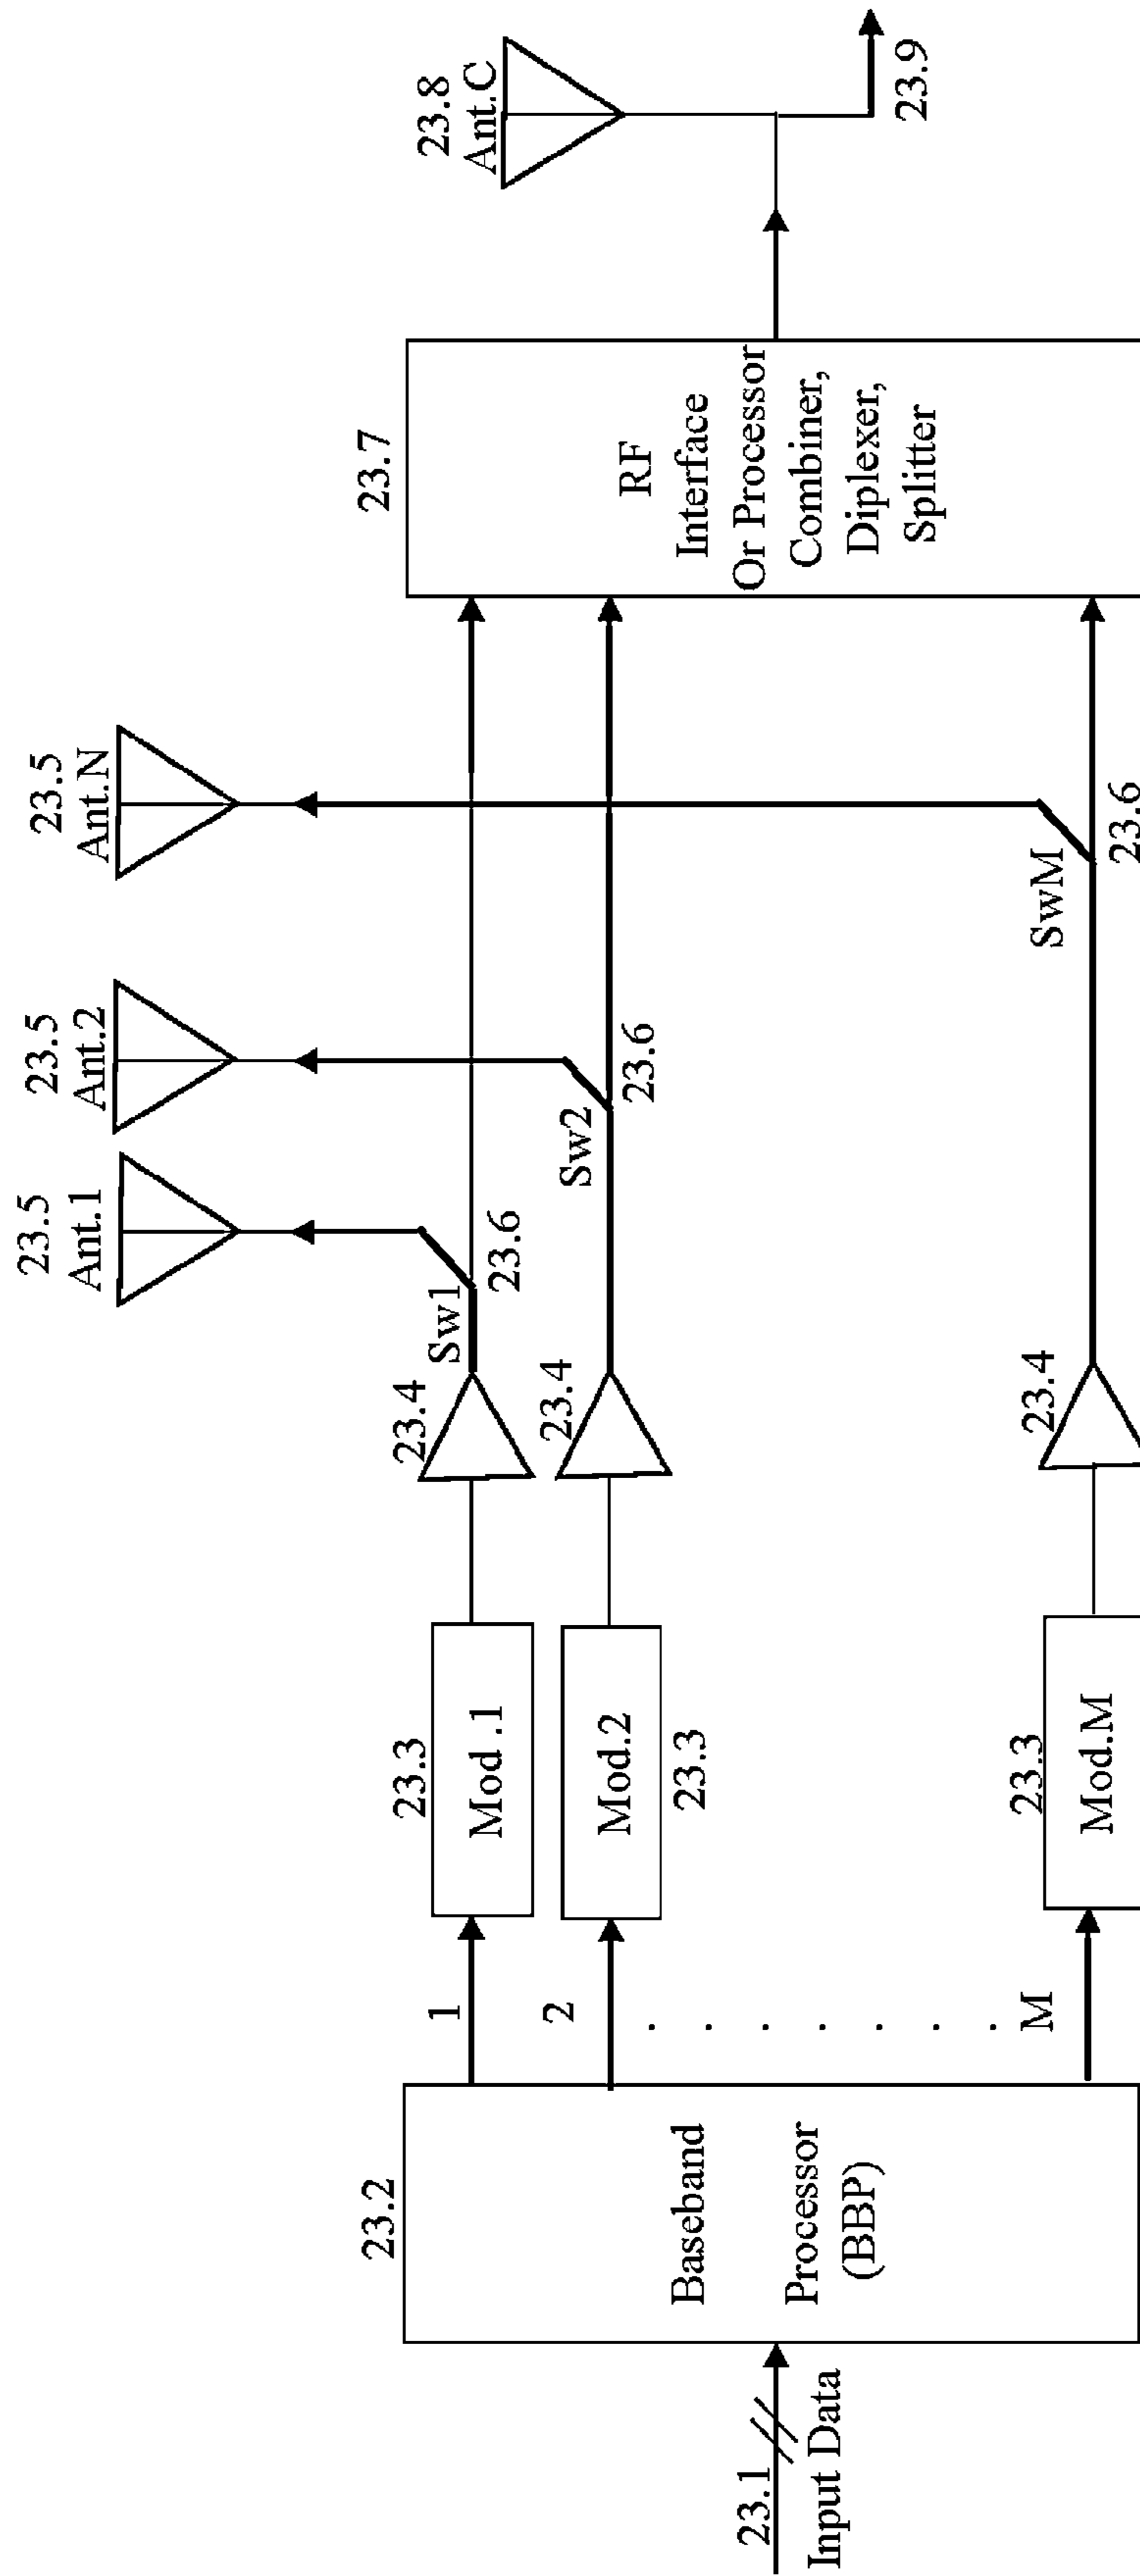 23.1
Input Data
23.2
Baseband
Processor
(BBP)
1
2
. . . . . . .
M
23.3
Mod .1
Mod.2
23.3
23.3
Mod.M
23.4
23.4
23.4
Sw1
23.6
Sw2
23.6
SwM
23.6
23.5
Ant.1
23.5
Ant.2
23.5
Ant.N
23.7
RF
Interface
Or Processor
Combiner,
Diplexer,
Splitter
23.8
Ant.C
23.9